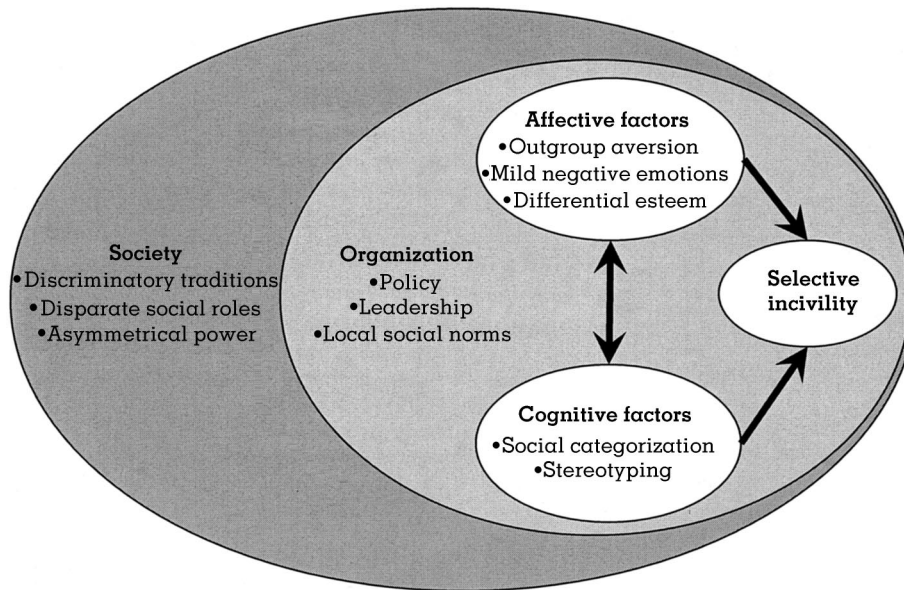 Affective factors
•Outgroup aversion
•Mild negative emotions
•Differential esteem
Society
•Discriminatory traditions
•Disparate social roles
•Asymmetrical power
Organization
•Policy
•Leadership
•Local social norms
Selective
incivility
Cognitive factors
•Social categorization
•Stereotyping